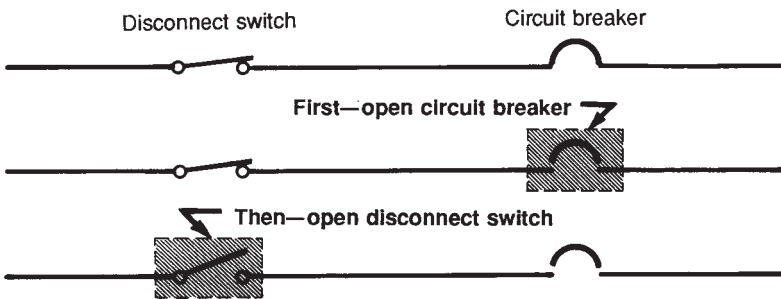 Disconnect switch
Circuit breaker
First—open circuit breaker
Then—open disconnect switch